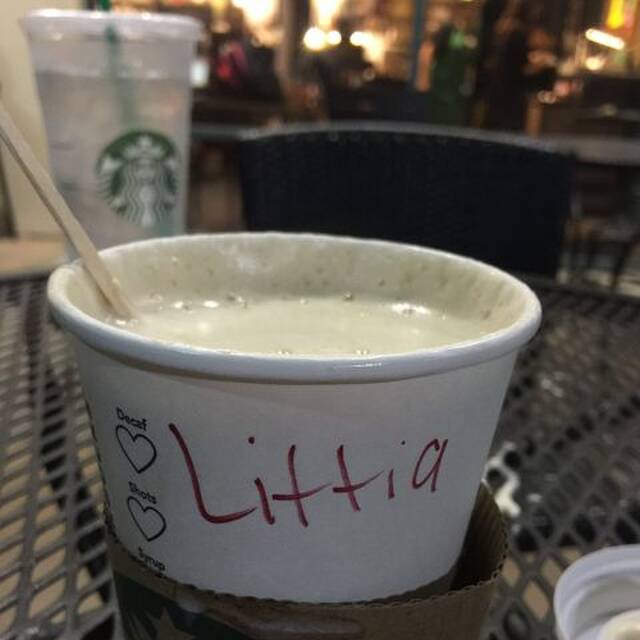 Decaf
Littia
Shots
Syrup